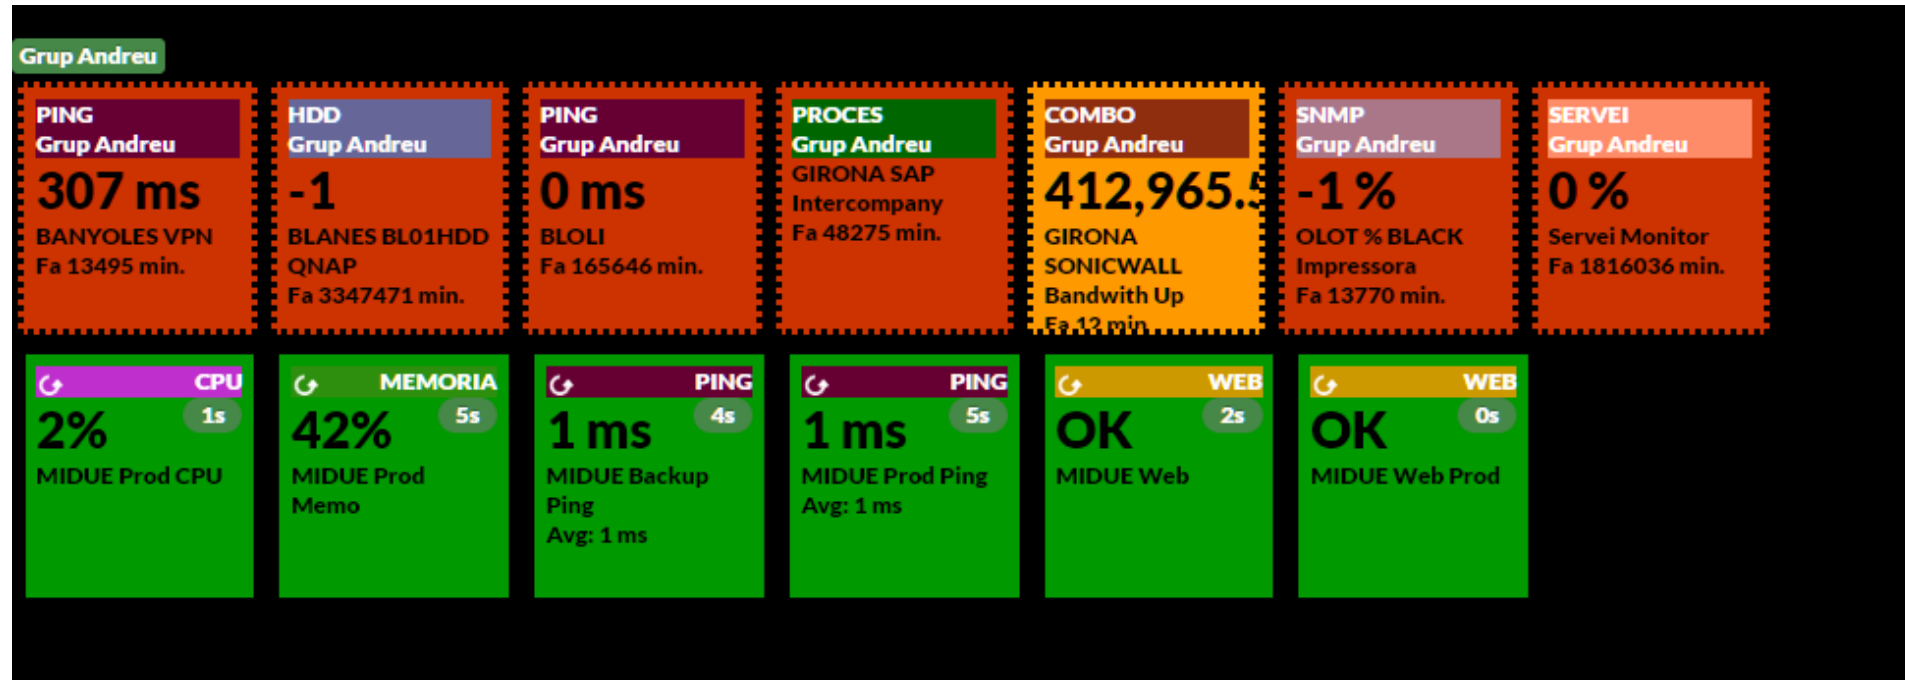 Grup Andreu
PING
Grup Andreu
307 ms
BANYOLES VPN
Fa 13495 min.
HDD
Grup Andreu
-1
BLANES BL01HDD
QNAP
Fa 3347471 min.
PING
Grup Andreu
0 ms
BLOLI
Fa 165646 min.
PROCES
Grup Andreu
GIRONA SAP
Intercompany
Fa 48275 min.
COMBO
Grup Andreu
412,965.5
GIRONA
SONICWALL
Bandwith Up
Fa 12 min
SNMP
Grup Andreu
-1 %
OLOT % BLACK
Impressora
Fa 13770 min.
SERVEI
Grup Andreu
0 %
Servei Monitor
Fa 1816036 min.
CPU
1s
2%
MIDUE Prod CPU
MEMORIA
5s
42%
MIDUE Prod
Memo
PING
4s
1 ms
MIDUE Backup
Ping
Avg: 1 ms
PING
5s
1 ms
MIDUE Prod Ping
Avg: 1 ms
WEB
2s
OK
MIDUE Web
WEB
0s
OK
MIDUE Web Prod